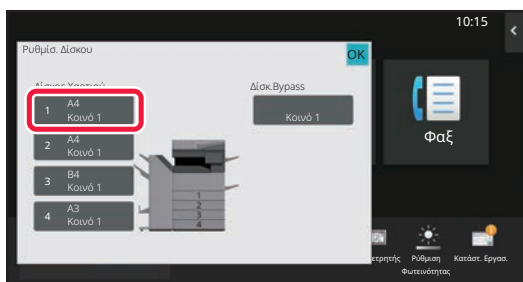 10:15
Ρυθμίσ. Δίσκου
OK
Δίσκος Χαρτιού
Δίσκ.Bypass
1 A4
Κοινό 1
Κοινό 1
2 A4
Κοινό 1
3 B4
Κοινό 1
4 A3
Κοινό 1
1
2
3
4
Φαξ
Ρύθμιση
Φωτεινότητας
Κατάστ. Εργασ.